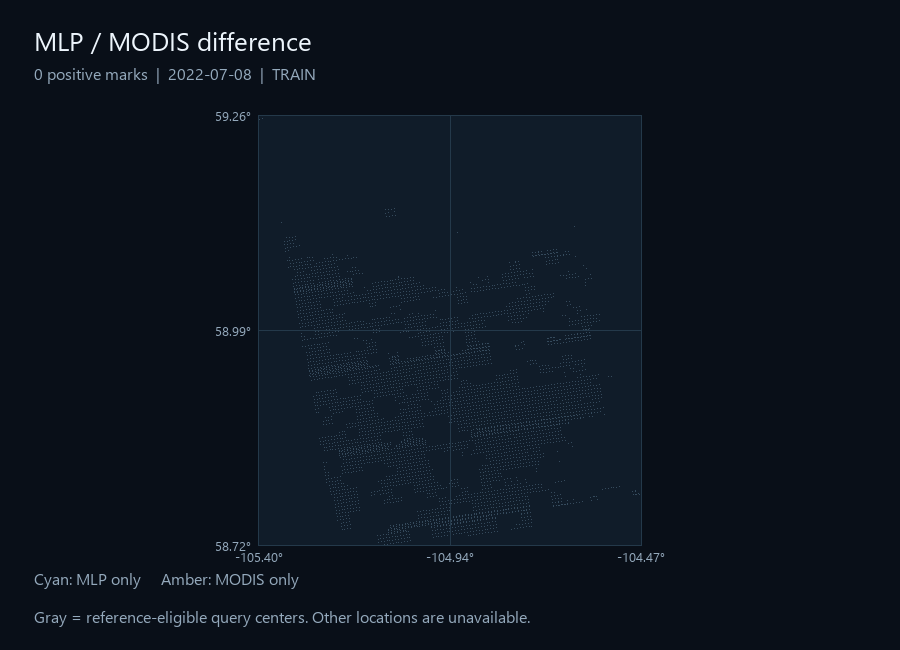 MLP / MODIS difference
0 positive marks | 2022-07-08 | TRAIN
59.26°
58.99°
58.72°
-105.40° -104.94° -104.47°
Cyan: MLP only Amber: MODIS only
Gray = reference-eligible query centers. Other locations are unavailable.